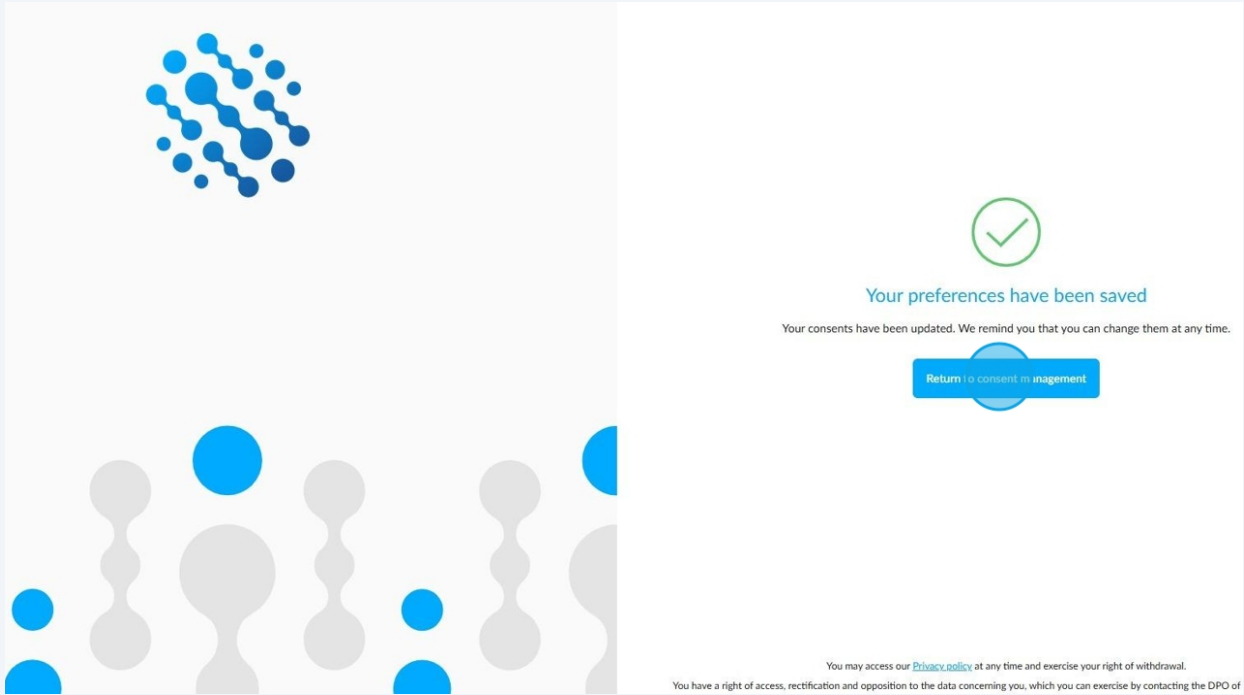 Your preferences have been saved
Your consents have been updated. We remind you that you can change them at any time.
Return to consent management
You may access our Privacy policy at any time and exercise your right of withdrawal.
You have a right of access, rectification and opposition to the data concerning you, which you can exercise by contacting the DPO of